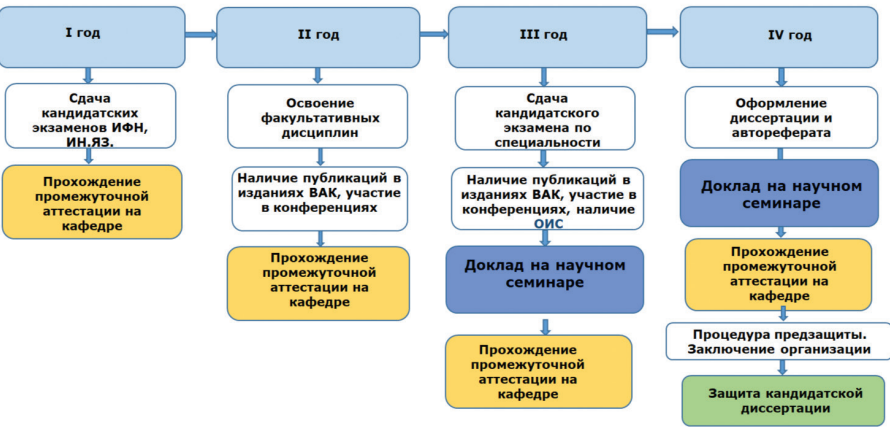 I год
Сдача
кандидатских
экзаменов ИФН,
ИН.ЯЗ.
Прохождение
промежуточной
аттестации на
кафедре
II год
Освоение
факультативных
дисциплин
Наличие публикаций в
изданиях ВАК, участие
в конференциях
Прохождение
промежуточной
аттестации на
кафедре
III год
Сдача
кандидатского
экзамена по
специальности
Наличие публикаций в
изданиях ВАК, участие в
конференциях, наличие
ОИС
Доклад на научном
семинаре
Прохождение
промежуточной
аттестации на
кафедре
IV год
Оформление
диссертации и
автореферата
Доклад на научном
семинаре
Прохождение
промежуточной
аттестации на
кафедре
Процедура предзащиты.
Заключение организации
Защита кандидатской
диссертации